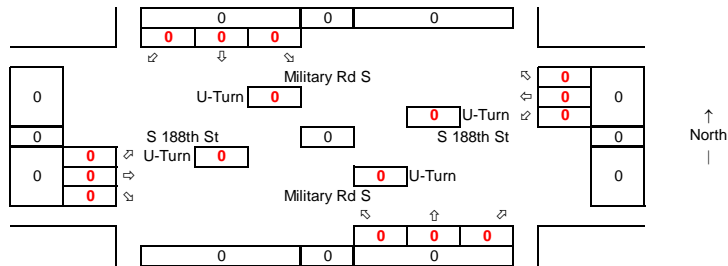 0 0 0
0 0 0
⬃ ⇩ ⬂
Military Rd S ⬁ 0
0 U-Turn 0 ⇦ 0 0
0 U-Turn ⬃ 0 ↑
0 S 188th St 0 S 188th St 0 North
0 ⬀ U-Turn 0 |
0 0 ⇨ 0 U-Turn 0
0 ⬂ Military Rd S
⬁ ⇧ ⬀
0 0 0
0 0 0